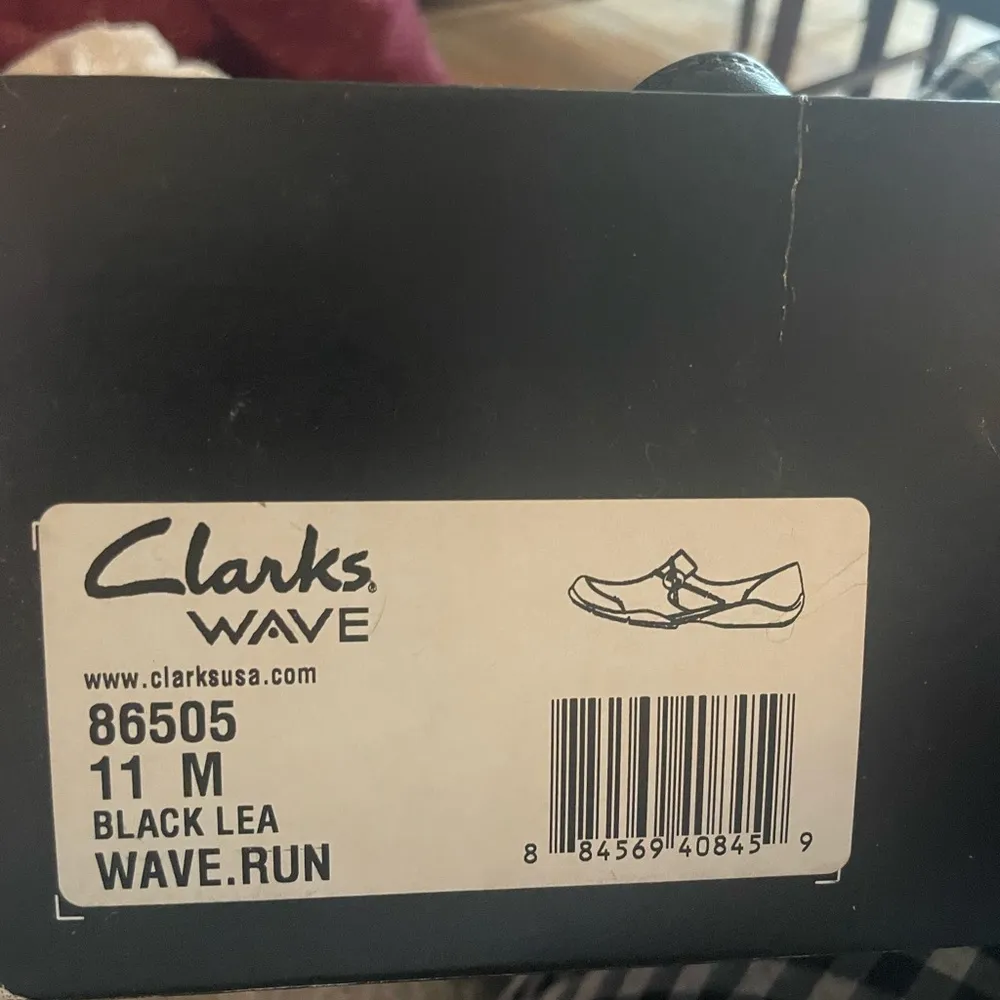 Clarks®
WAVE
www.clarksusa.com
86505
11 M
BLACK LEA
WAVE.RUN
8 84569 40845 9